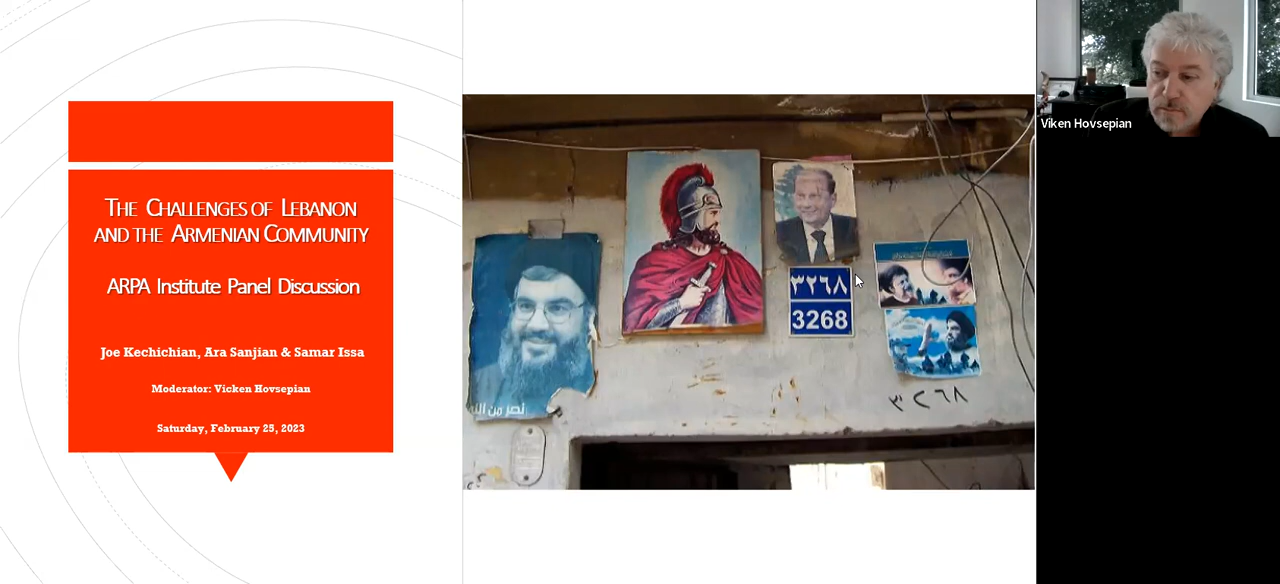 THE CHALLENGES OF LEBANON
AND THE ARMENIAN COMMUNITY
ARPA Institute Panel Discussion
Joe Kechichian, Ara Sanjian & Samar Issa
Moderator: Vicken Hovsepian
Saturday, February 25, 2023
نصر من الله
٣٢٦٨
3268
٣٢٦٨
Viken Hovsepian